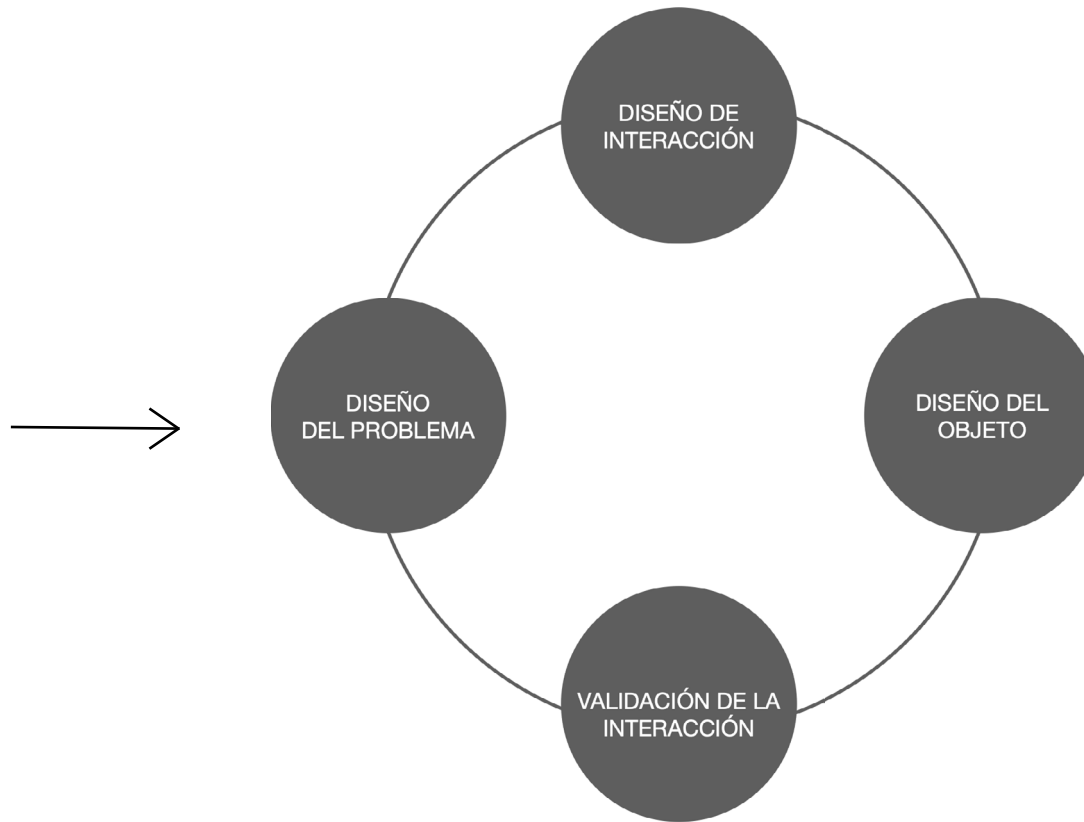 DISEÑO DE
INTERACCIÓN
DISEÑO
DEL PROBLEMA
DISEÑO DEL
OBJETO
VALIDACIÓN DE LA
INTERACCIÓN